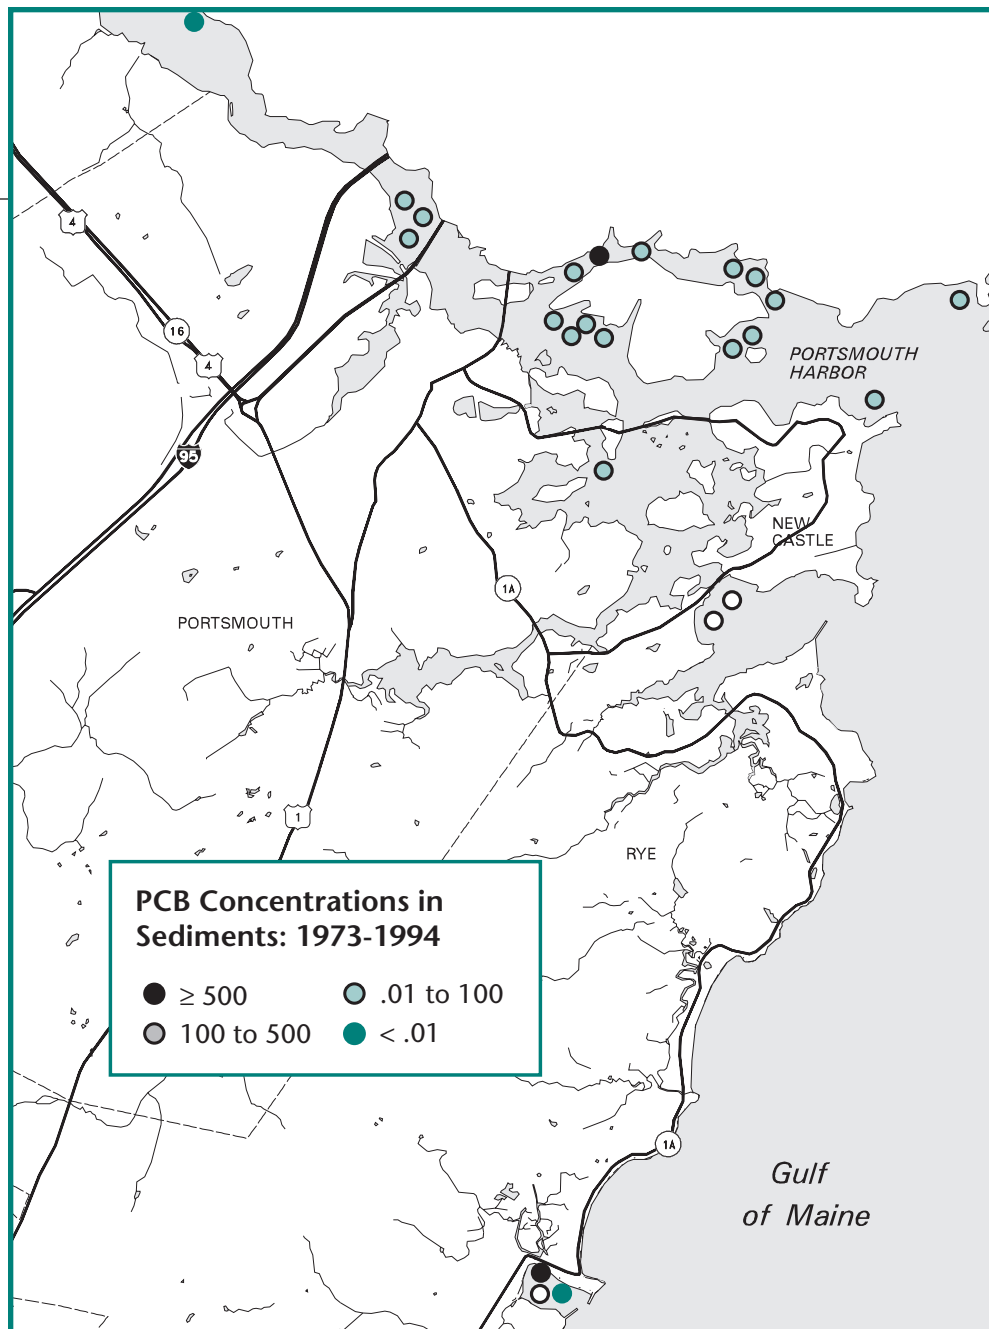 4
16
4
95
PORTSMOUTH
HARBOR
NEW
CASTLE
1A
PORTSMOUTH
1
RYE
PCB Concentrations in
Sediments: 1973-1994
≥ 500
.01 to 100
100 to 500
< .01
1A
Gulf
of Maine